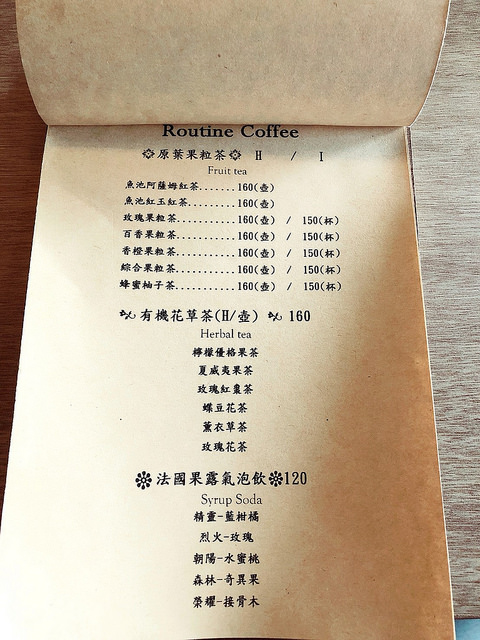 Routine Coffee
原葉果粒茶 H / I
Fruit tea
魚池阿薩姆紅茶.......160(壺)
魚池紅玉紅茶.........160(壺)
玫瑰果粒茶...........160(壺) / 150(杯)
百香果粒茶...........160(壺) / 150(杯)
香橙果粒茶...........160(壺) / 150(杯)
綜合果粒茶...........160(壺) / 150(杯)
蜂蜜柚子茶...........160(壺) / 150(杯)
有機花草茶(H/壺) 160
Herbal tea
檸檬優格果茶
夏威夷果茶
玫瑰紅棗茶
蝶豆花茶
薰衣草茶
玫瑰花茶
法國果露氣泡飲120
Syrup Soda
精靈-藍柑橘
烈火-玫瑰
朝陽-水蜜桃
森林-奇異果
榮耀-接骨木